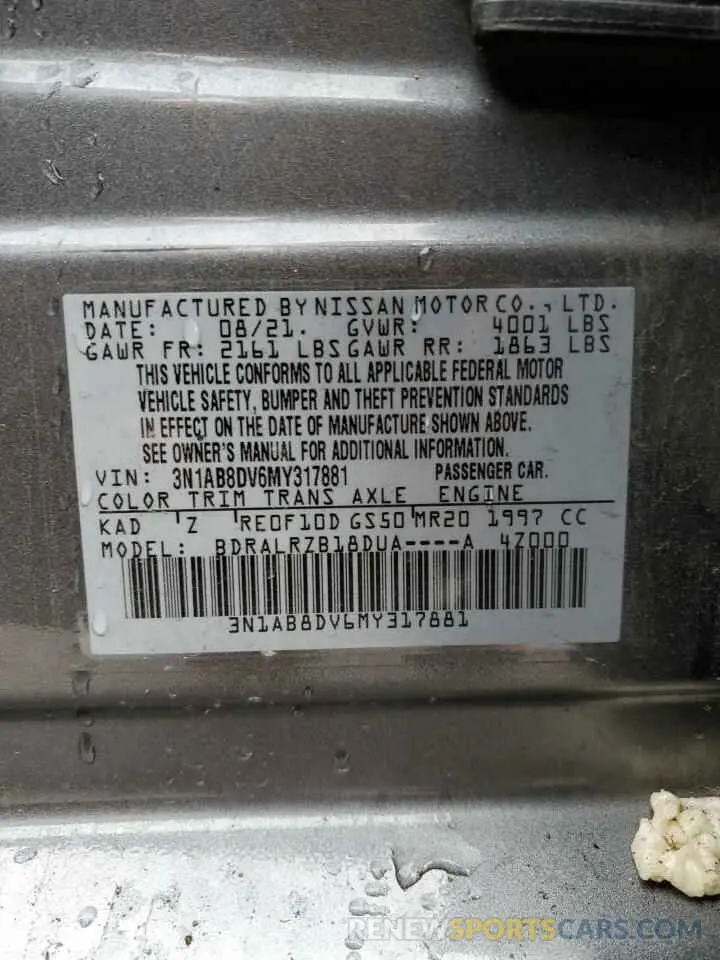 MANUFACTURED BY NISSAN MOTOR CO., LTD.
DATE: 08/21. GVWR: 4001 LBS
GAWR FR: 2161 LBS GAWR RR: 1863 LBS
THIS VEHICLE CONFORMS TO ALL APPLICABLE FEDERAL MOTOR
VEHICLE SAFETY, BUMPER AND THEFT PREVENTION STANDARDS
IN EFFECT ON THE DATE OF MANUFACTURE SHOWN ABOVE.
SEE OWNER'S MANUAL FOR ADDITIONAL INFORMATION.
VIN: 3N1AB8DV6MY317881 PASSENGER CAR.
COLOR TRIM TRANS AXLE ENGINE
KAD Z RE0F10D GS50 MR20 1997 CC
MODEL: BDRALRZB18DUA----A 4Z000
3N1AB8DV6MY317881
RENEWSPORTSCARS.COM